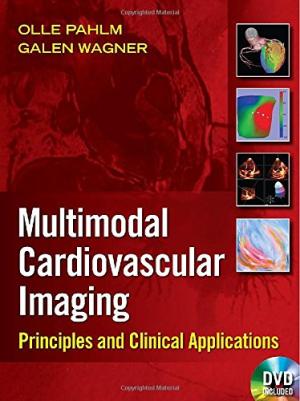 OLLE PAHLM
GALEN WAGNER
Multimodal
Cardiovascular
Imaging
Principles and Clinical Applications
DVD
INCLUDED